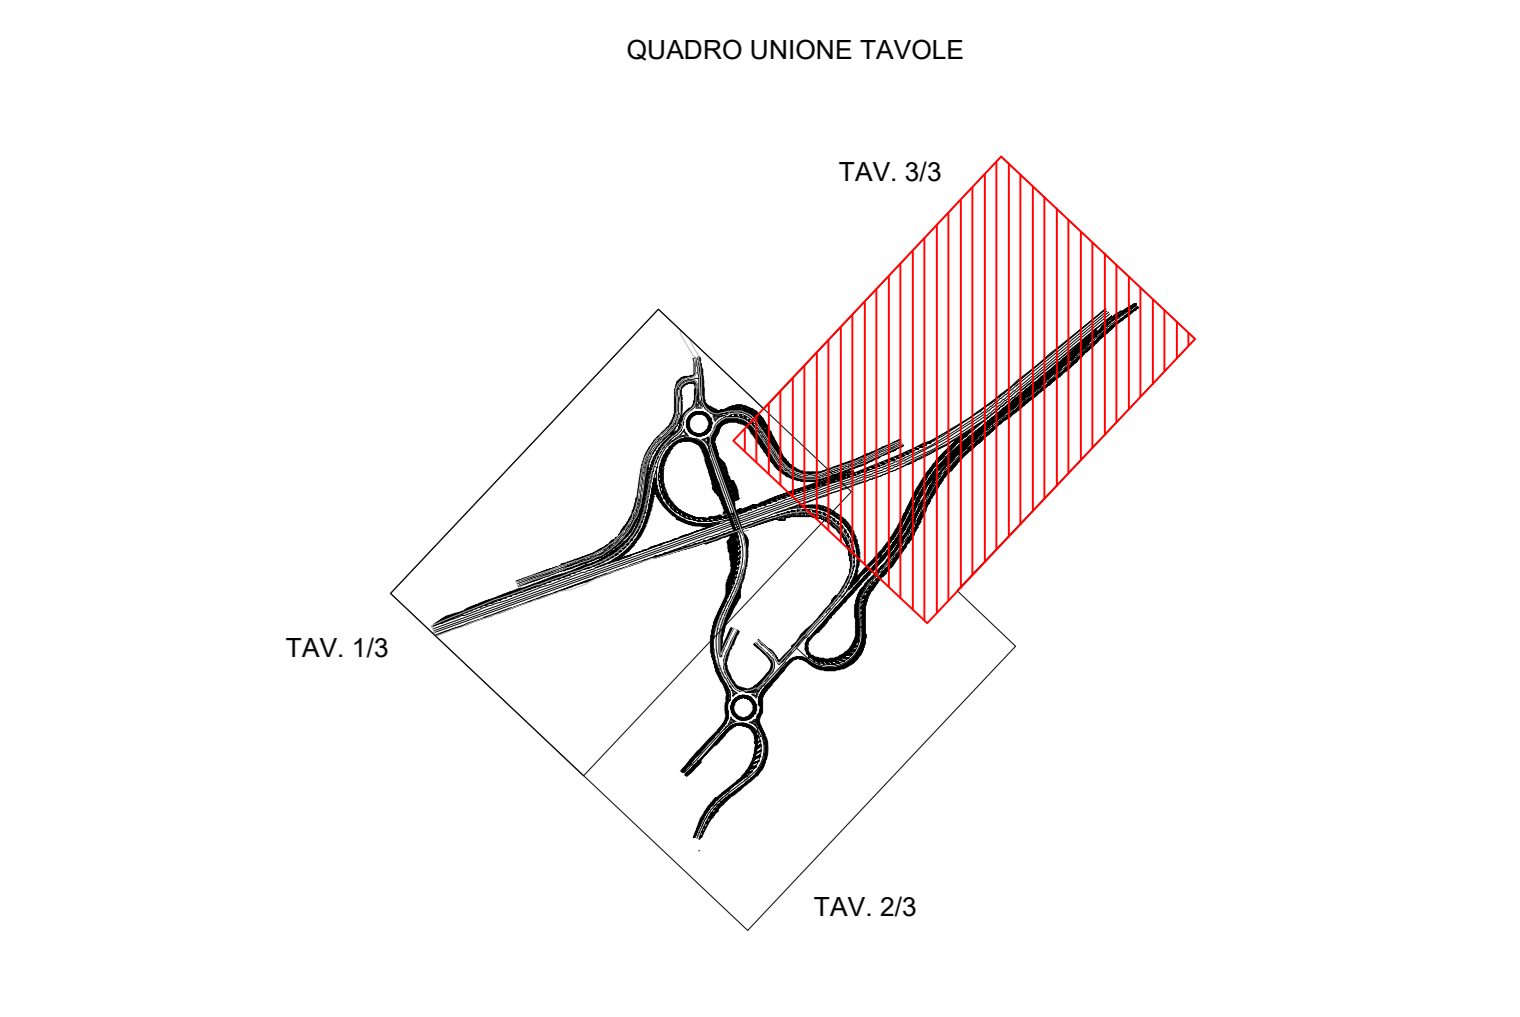 QUADRO UNIONE TAVOLE
TAV. 3/3
TAV. 1/3
TAV. 2/3